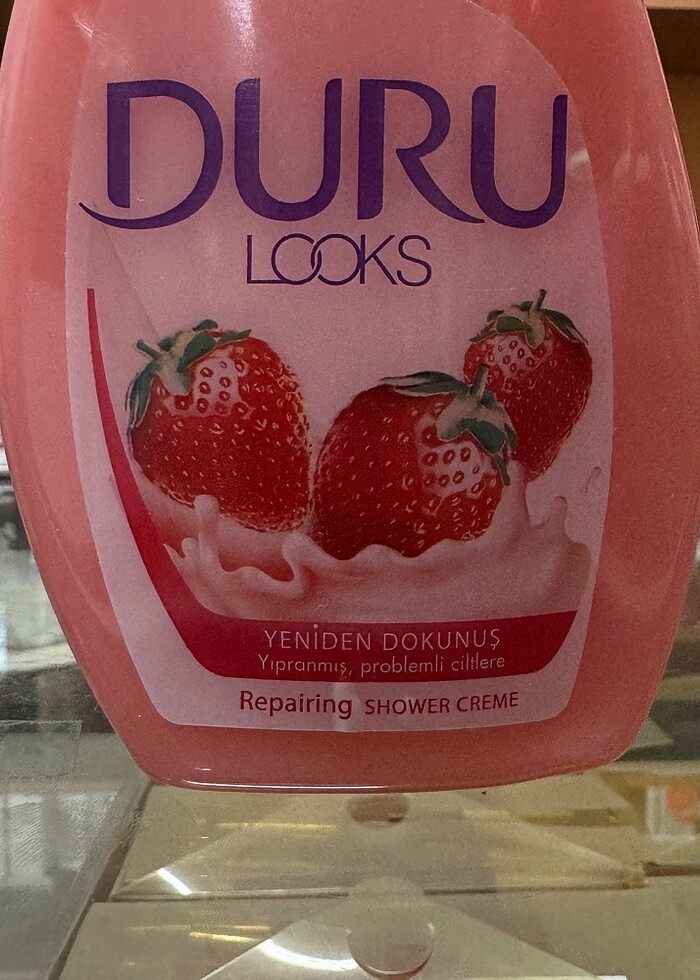 DURU
LOOKS
YENİDEN DOKUNUŞ
Yıpranmış, problemli ciltlere
Repairing SHOWER CREME